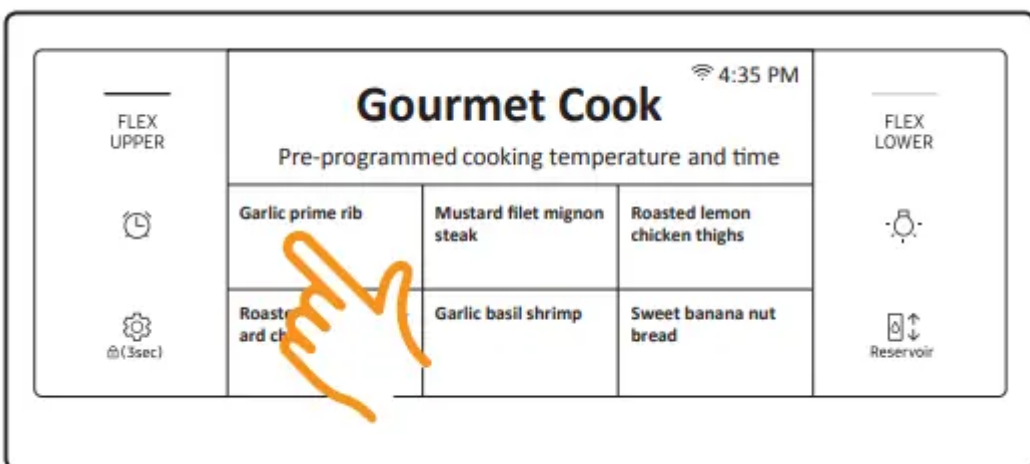 4:35 PM
Gourmet Cook
Pre-programmed cooking temperature and time
FLEX
UPPER
FLEX
LOWER
Garlic prime rib
Mustard filet mignon
steak
Roasted lemon
chicken thighs
Garlic basil shrimp
Sweet banana nut
bread
(3sec)
Reservoir